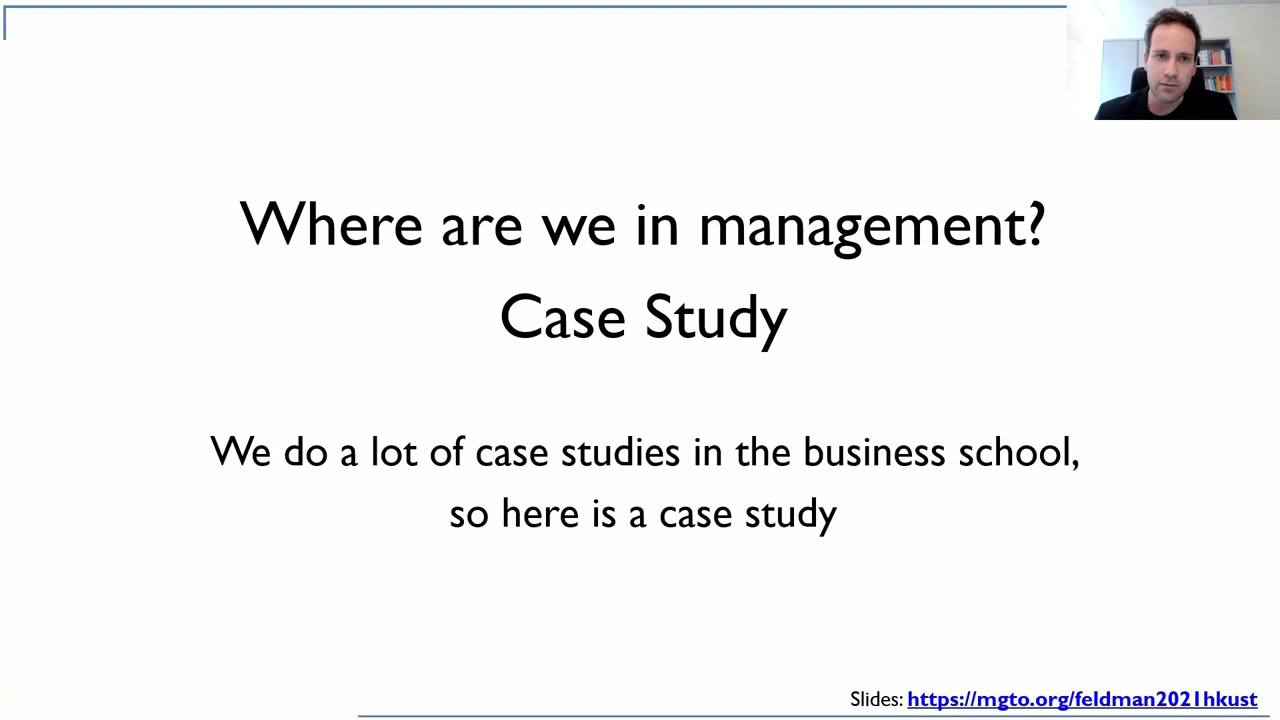 Where are we in management?
Case Study
We do a lot of case studies in the business school,
so here is a case study
Slides: https://mgto.org/feldman2021hkust